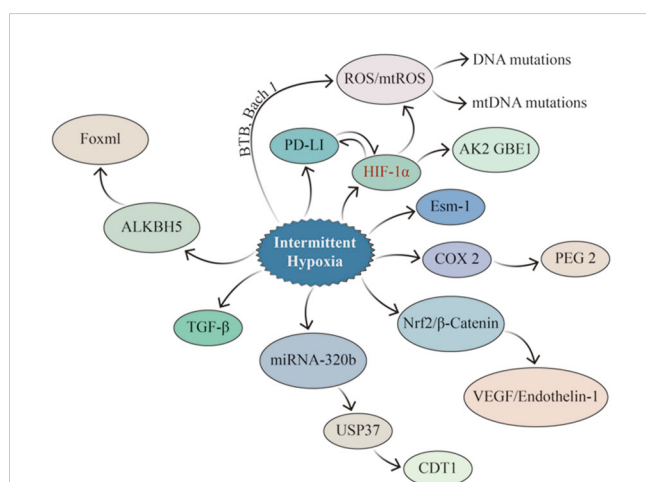 ROS/mtROS
DNA mutations
mtDNA mutations
BTB, Bach 1
Foxml
PD-LI
HIF-1α
AK2 GBE1
ALKBH5
Esm-1
Intermittent
Hypoxia
COX 2
PEG 2
TGF-β
Nrf2/β-Catenin
miRNA-320b
VEGF/Endothelin-1
USP37
CDT1